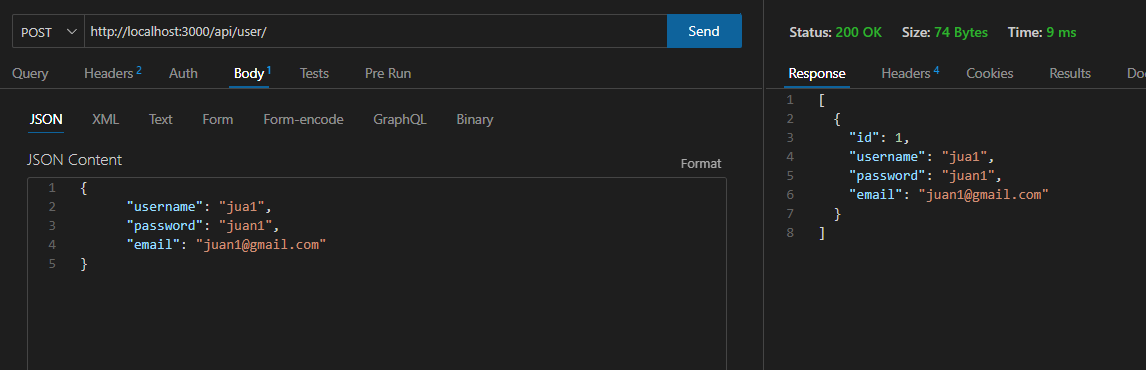 POST http://localhost:3000/api/user/ Send
Query Headers 2 Auth Body 1 Tests Pre Run
JSON XML Text Form Form-encode GraphQL Binary
JSON Content Format
1 {
2 "username": "jua1",
3 "password": "juan1",
4 "email": "juan1@gmail.com"
5 }
Status: 200 OK Size: 74 Bytes Time: 9 ms
Response Headers 4 Cookies Results Doc
1 [
2 {
3 "id": 1,
4 "username": "jua1",
5 "password": "juan1",
6 "email": "juan1@gmail.com"
7 }
8 ]